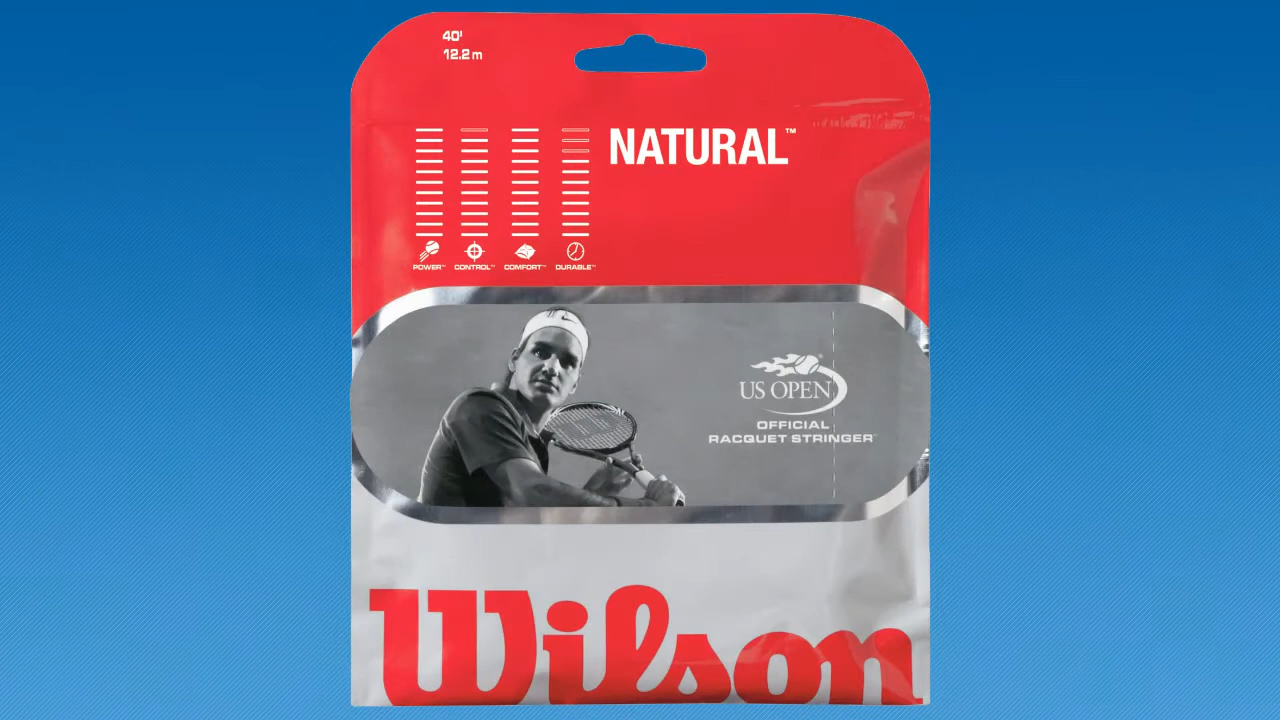 40'
12.2 m
NATURAL™
POWER™ CONTROL™ COMFORT™ DURABLE™
US OPEN®
OFFICIAL
RACQUET STRINGER™
Wilson